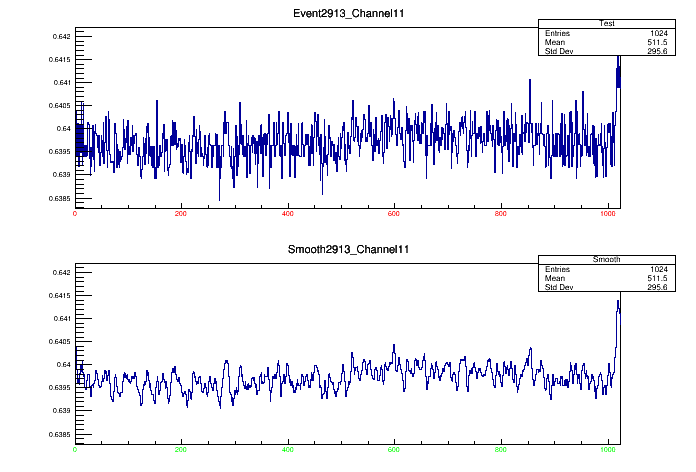 Event2913_Channel11
Test
Entries 1024
Mean 511.5
Std Dev 295.6
0.642
0.6415
0.641
0.6405
0.64
0.6395
0.639
0.6385
0 200 400 600 800 1000
Smooth2913_Channel11
Smooth
Entries 1024
Mean 511.5
Std Dev 295.6
0.642
0.6415
0.641
0.6405
0.64
0.6395
0.639
0.6385
0 200 400 600 800 1000